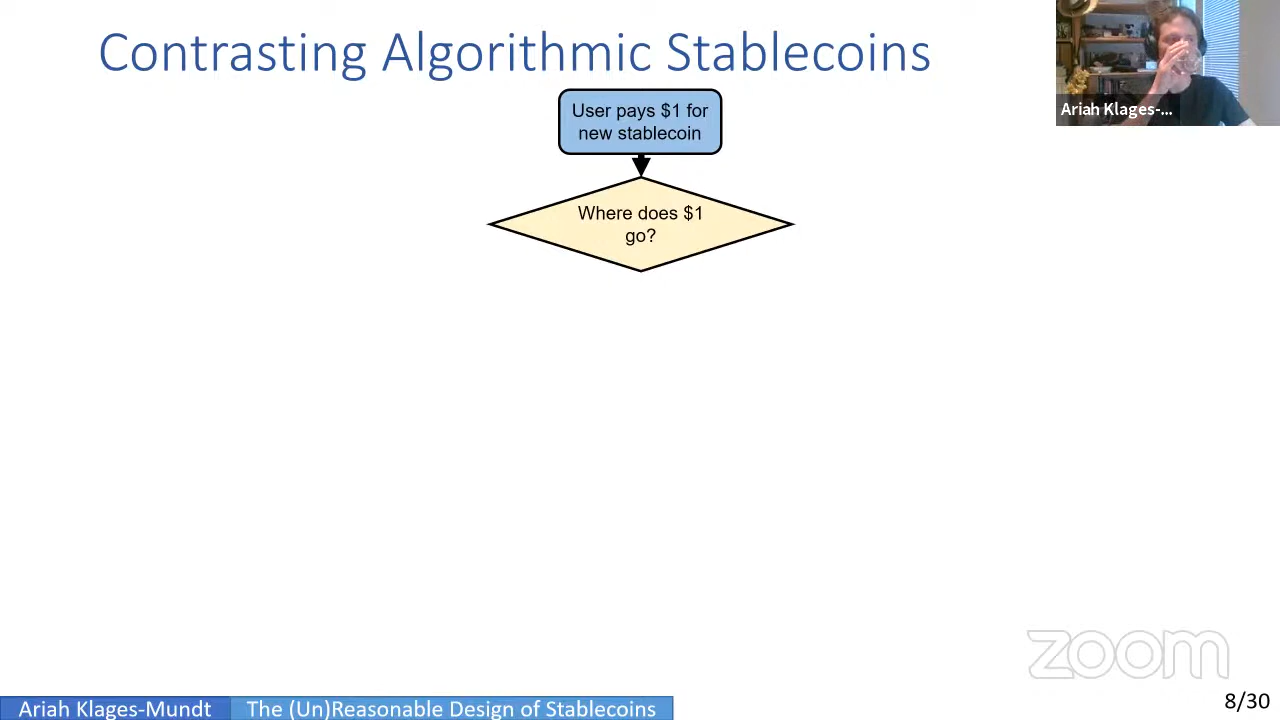 Contrasting Algorithmic Stablecoins
Ariah Klages-...
User pays $1 for
new stablecoin
Where does $1
go?
zoom
Ariah Klages-Mundt
The (Un)Reasonable Design of Stablecoins
8/30